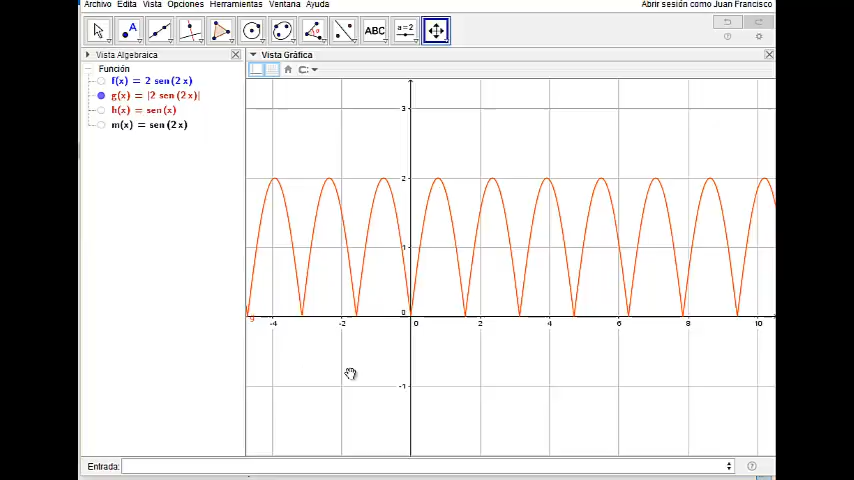 Archivo Edita Vista Opciones Herramientas Ventana Ayuda Abrir sesión como Juan Francisco
A ABC a=2
Vista Algebraica Vista Gráfica
Función
f(x) = 2 sen(2 x)
g(x) = |2 sen(2 x)|
h(x) = sen(x)
m(x) = sen(2 x)
3
2
1
0
g
-4 -2 0 2 4 6 8 10
-1
Entrada: